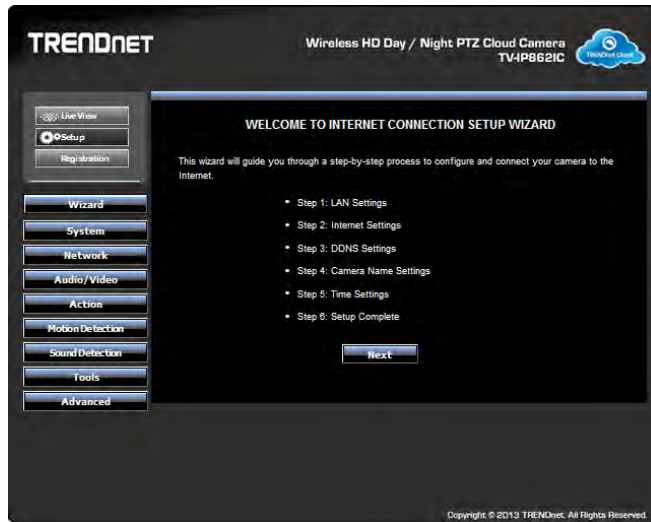 TRENDNET
Wireless HD Day / Night PTZ Cloud Camera
TV-IP862IC
TRENDnet Cloud
Live View
Setup
Registration
Wizard
System
Network
Audio/Video
Action
Motion Detection
Sound Detection
Tools
Advanced
WELCOME TO INTERNET CONNECTION SETUP WIZARD
This wizard will guide you through a step-by-step process to configure and connect your camera to the
Internet.
• Step 1: LAN Settings
• Step 2: Internet Settings
• Step 3: DDNS Settings
• Step 4: Camera Name Settings
• Step 5: Time Settings
• Step 6: Setup Complete
Next
Copyright © 2013 TRENDnet. All Rights Reserved.